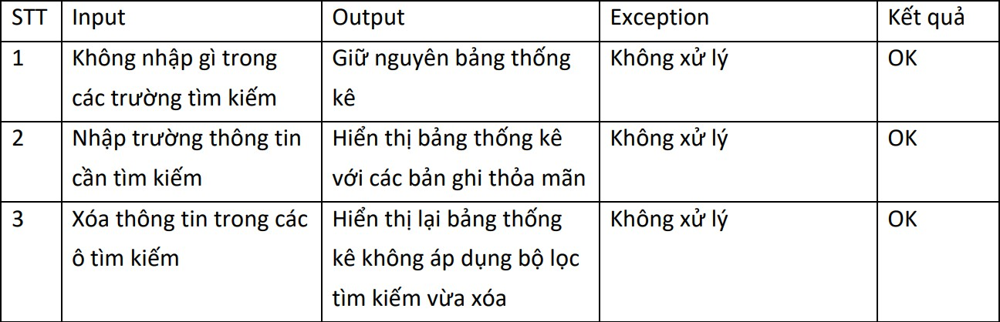 STT Input Output Exception Kết quả
1 Không nhập gì trong Giữ nguyên bảng thống Không xử lý OK
các trường tìm kiếm kê
2 Nhập trường thông tin Hiển thị bảng thống kê Không xử lý OK
cần tìm kiếm với các bản ghi thỏa mãn
3 Xóa thông tin trong các Hiển thị lại bảng thống Không xử lý OK
ô tìm kiếm kê không áp dụng bộ lọc
tìm kiếm vừa xóa